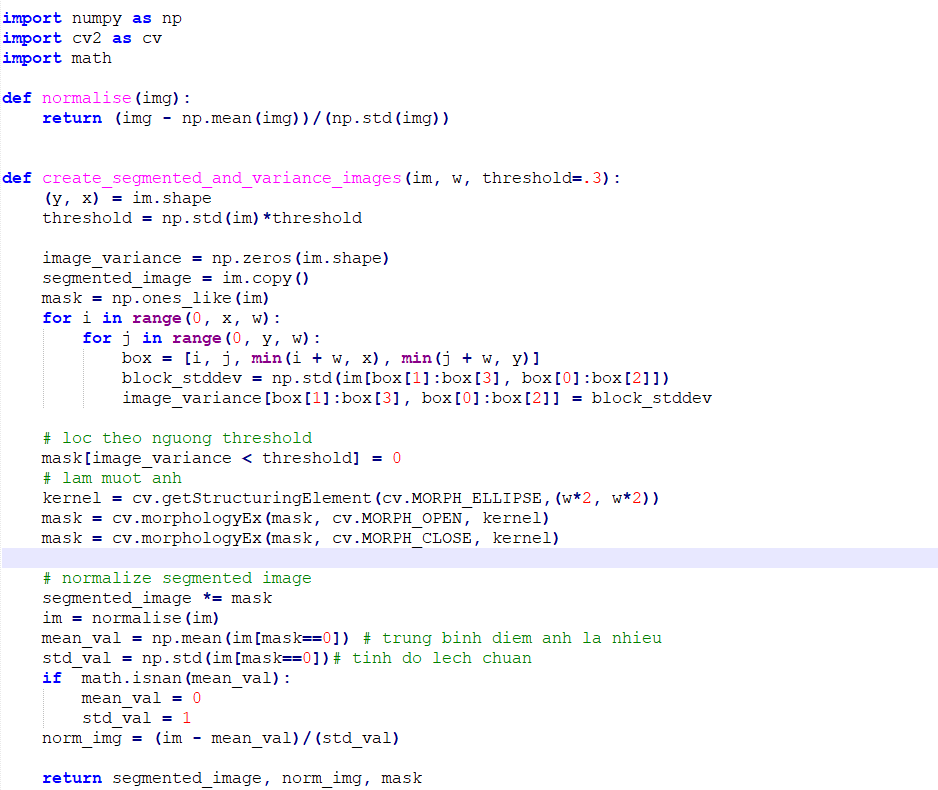 import numpy as np
import cv2 as cv
import math
def normalise(img):
    return (img - np.mean(img))/(np.std(img))
def create_segmented_and_variance_images(im, w, threshold=.3):
    (y, x) = im.shape
    threshold = np.std(im)*threshold
    image_variance = np.zeros(im.shape)
    segmented_image = im.copy()
    mask = np.ones_like(im)
    for i in range(0, x, w):
        for j in range(0, y, w):
            box = [i, j, min(i + w, x), min(j + w, y)]
            block_stddev = np.std(im[box[1]:box[3], box[0]:box[2]])
            image_variance[box[1]:box[3], box[0]:box[2]] = block_stddev
    # loc theo nguong threshold
    mask[image_variance < threshold] = 0
    # lam muot anh
    kernel = cv.getStructuringElement(cv.MORPH_ELLIPSE,(w*2, w*2))
    mask = cv.morphologyEx(mask, cv.MORPH_OPEN, kernel)
    mask = cv.morphologyEx(mask, cv.MORPH_CLOSE, kernel)
    # normalize segmented image
    segmented_image *= mask
    im = normalise(im)
    mean_val = np.mean(im[mask==0]) # trung binh diem anh la nhieu
    std_val = np.std(im[mask==0])# tinh do lech chuan
    if  math.isnan(mean_val):
        mean_val = 0
        std_val = 1
    norm_img = (im - mean_val)/(std_val)
    return segmented_image, norm_img, mask